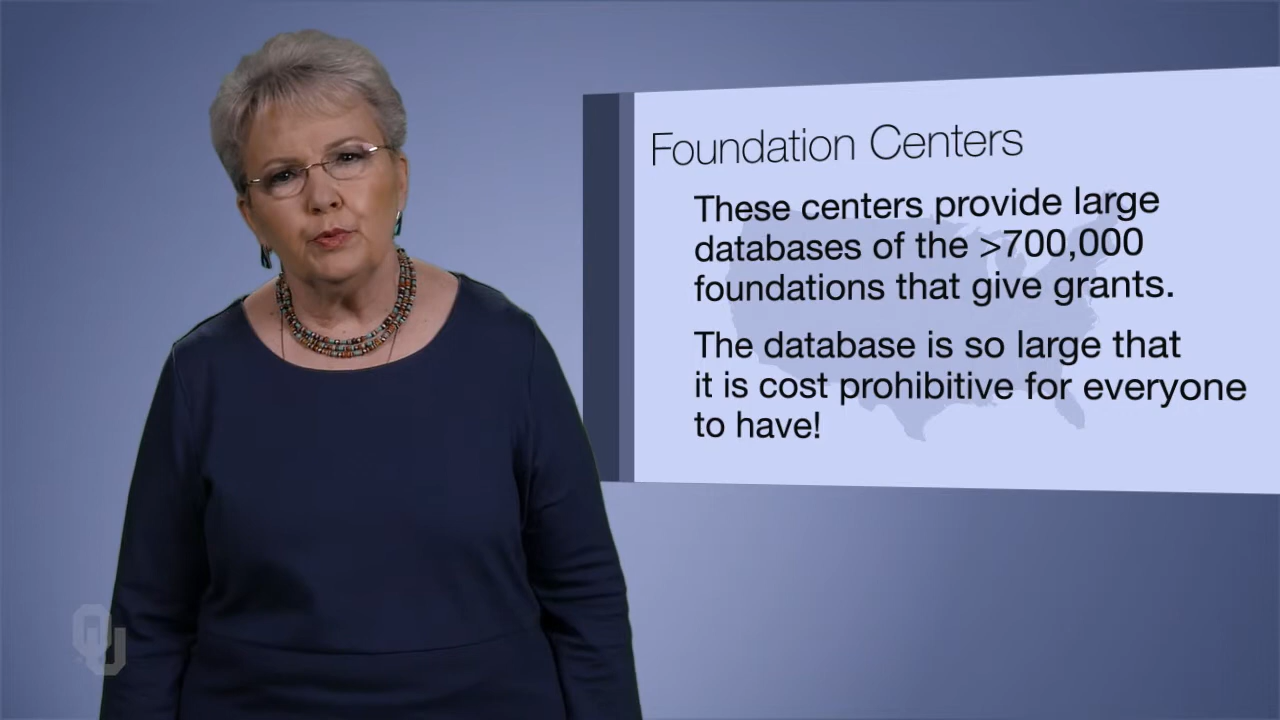 Foundation Centers
These centers provide large
databases of the >700,000
foundations that give grants.
The database is so large that
it is cost prohibitive for everyone
to have!
OU